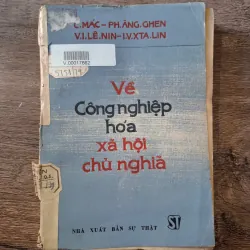 C.MÁC - PH.ĂNG.GHEN
V.I.LÊ.NIN - I.V.XTA.LIN
Về
Công nghiệp
hóa
xã hội
chủ nghĩa
NHÀ XUẤT BẢN SỰ THẬT
ST